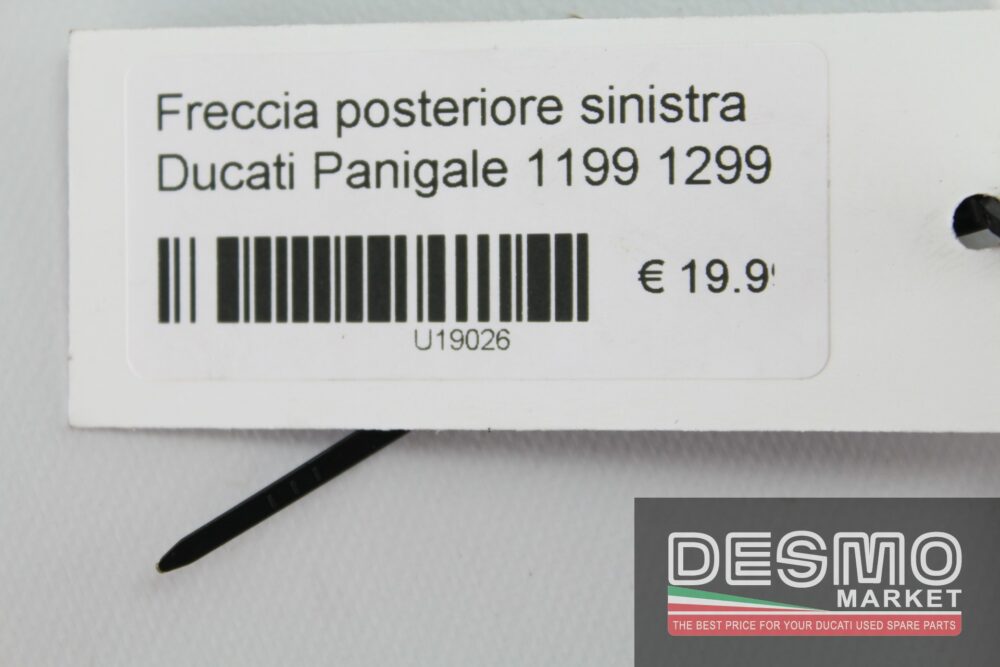 Freccia posteriore sinistra
Ducati Panigale 1199 1299
€ 19.9
U19026
DESMO
MARKET
THE BEST PRICE FOR YOUR DUCATI USED SPARE PARTS